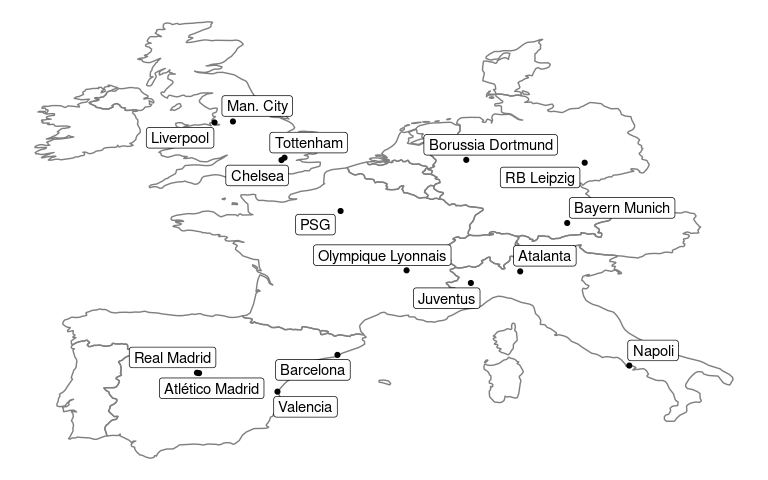 Man. City
Liverpool
Tottenham
Borussia Dortmund
Chelsea
RB Leipzig
Bayern Munich
PSG
Olympique Lyonnais
Atalanta
Juventus
Napoli
Real Madrid
Barcelona
Atlético Madrid
Valencia